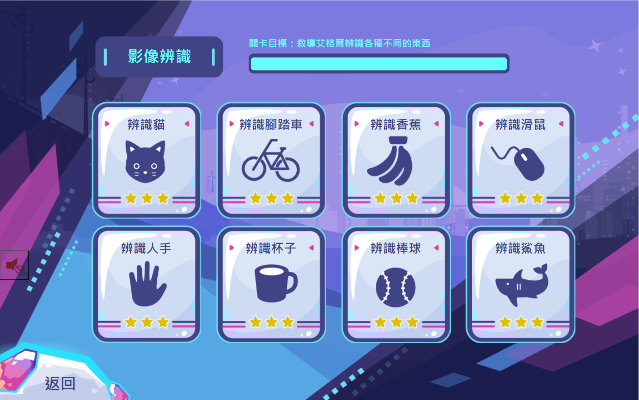 影像辨識
關卡目標：教導艾格爾辨識各種不同的東西
辨識貓
辨識腳踏車
辨識香蕉
辨識滑鼠
辨識人手
辨識杯子
辨識棒球
辨識鯊魚
返回